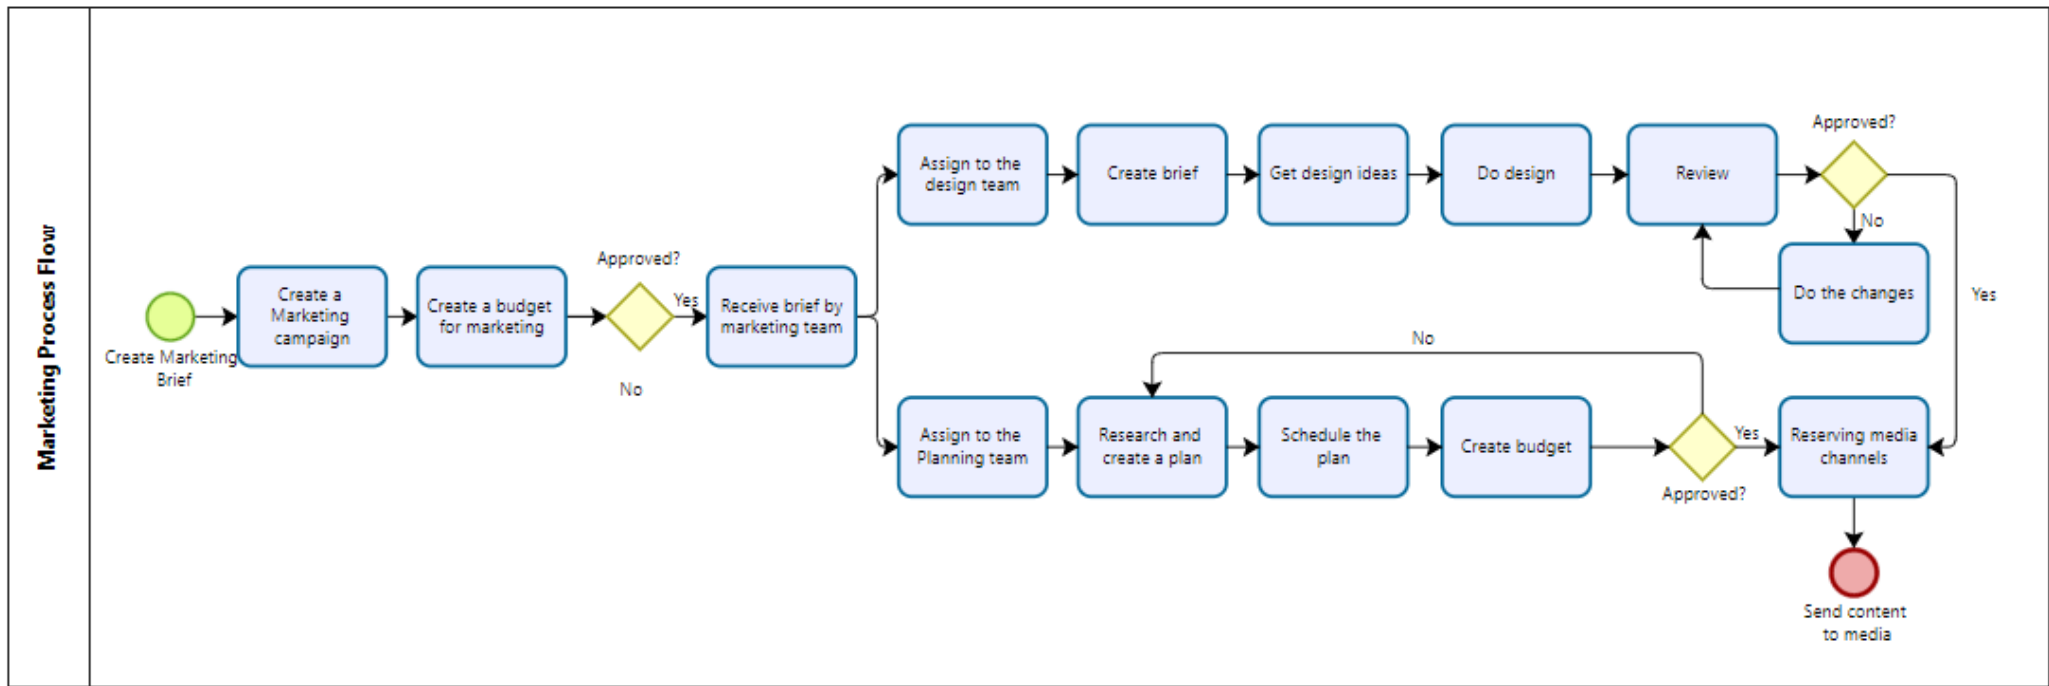 Marketing Process Flow
Create Marketing
Brief
Create a
Marketing
campaign
Create a budget
for marketing
Approved?
Yes
No
Receive brief by
marketing team
Assign to the
design team
Create brief
Get design ideas
Do design
Review
Approved?
No
Do the changes
Yes
Assign to the
Planning team
Research and
create a plan
Schedule the
plan
Create budget
No
Approved?
Yes
Reserving media
channels
Send content
to media